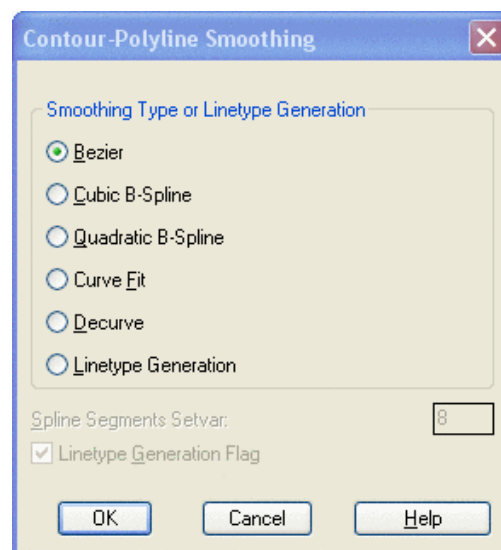 Contour-Polyline Smoothing
Smoothing Type or Linetype Generation
Bezier
Cubic B-Spline
Quadratic B-Spline
Curve Fit
Decurve
Linetype Generation
Spline Segments Setvar: 8
Linetype Generation Flag
OK Cancel Help